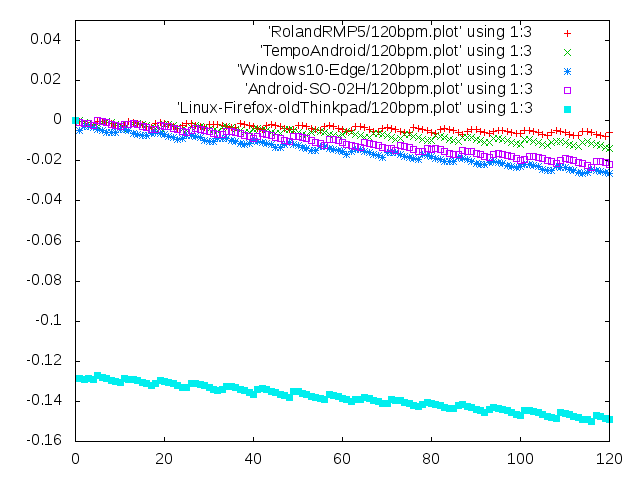 'RolandRMP5/120bpm.plot' using 1:3
'TempoAndroid/120bpm.plot' using 1:3
'Windows10-Edge/120bpm.plot' using 1:3
'Android-SO-02H/120bpm.plot' using 1:3
'Linux-Firefox-oldThinkpad/120bpm.plot' using 1:3
0.04
0.02
0
-0.02
-0.04
-0.06
-0.08
-0.1
-0.12
-0.14
-0.16
0 20 40 60 80 100 120